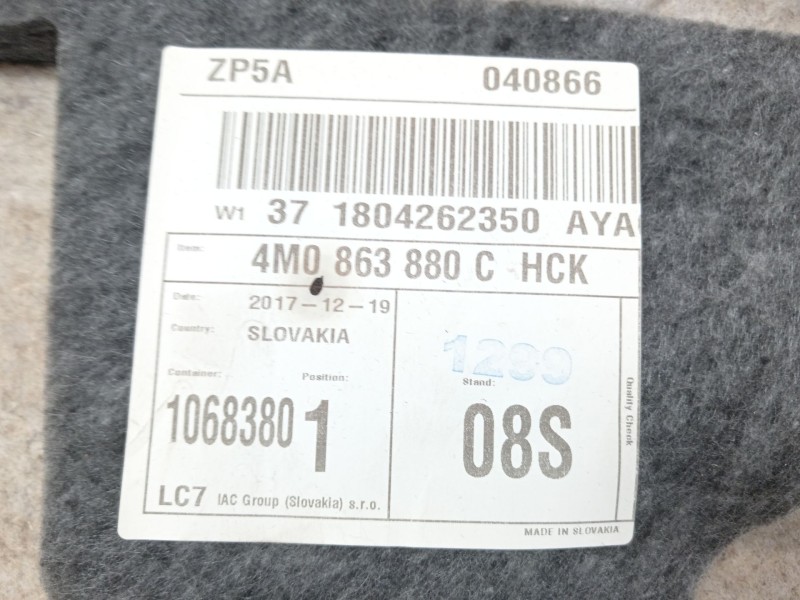 ZP5A 040866
W1 37 1804262350 AYA
Item: 4M0 863 880 C HCK
Date: 2017-12-19
Country: SLOVAKIA
1299
Container: Position: Stand:
1068380 1 08S
Quality Check
LC7 IAC Group (Slovakia) s.r.o.
MADE IN SLOVAKIA